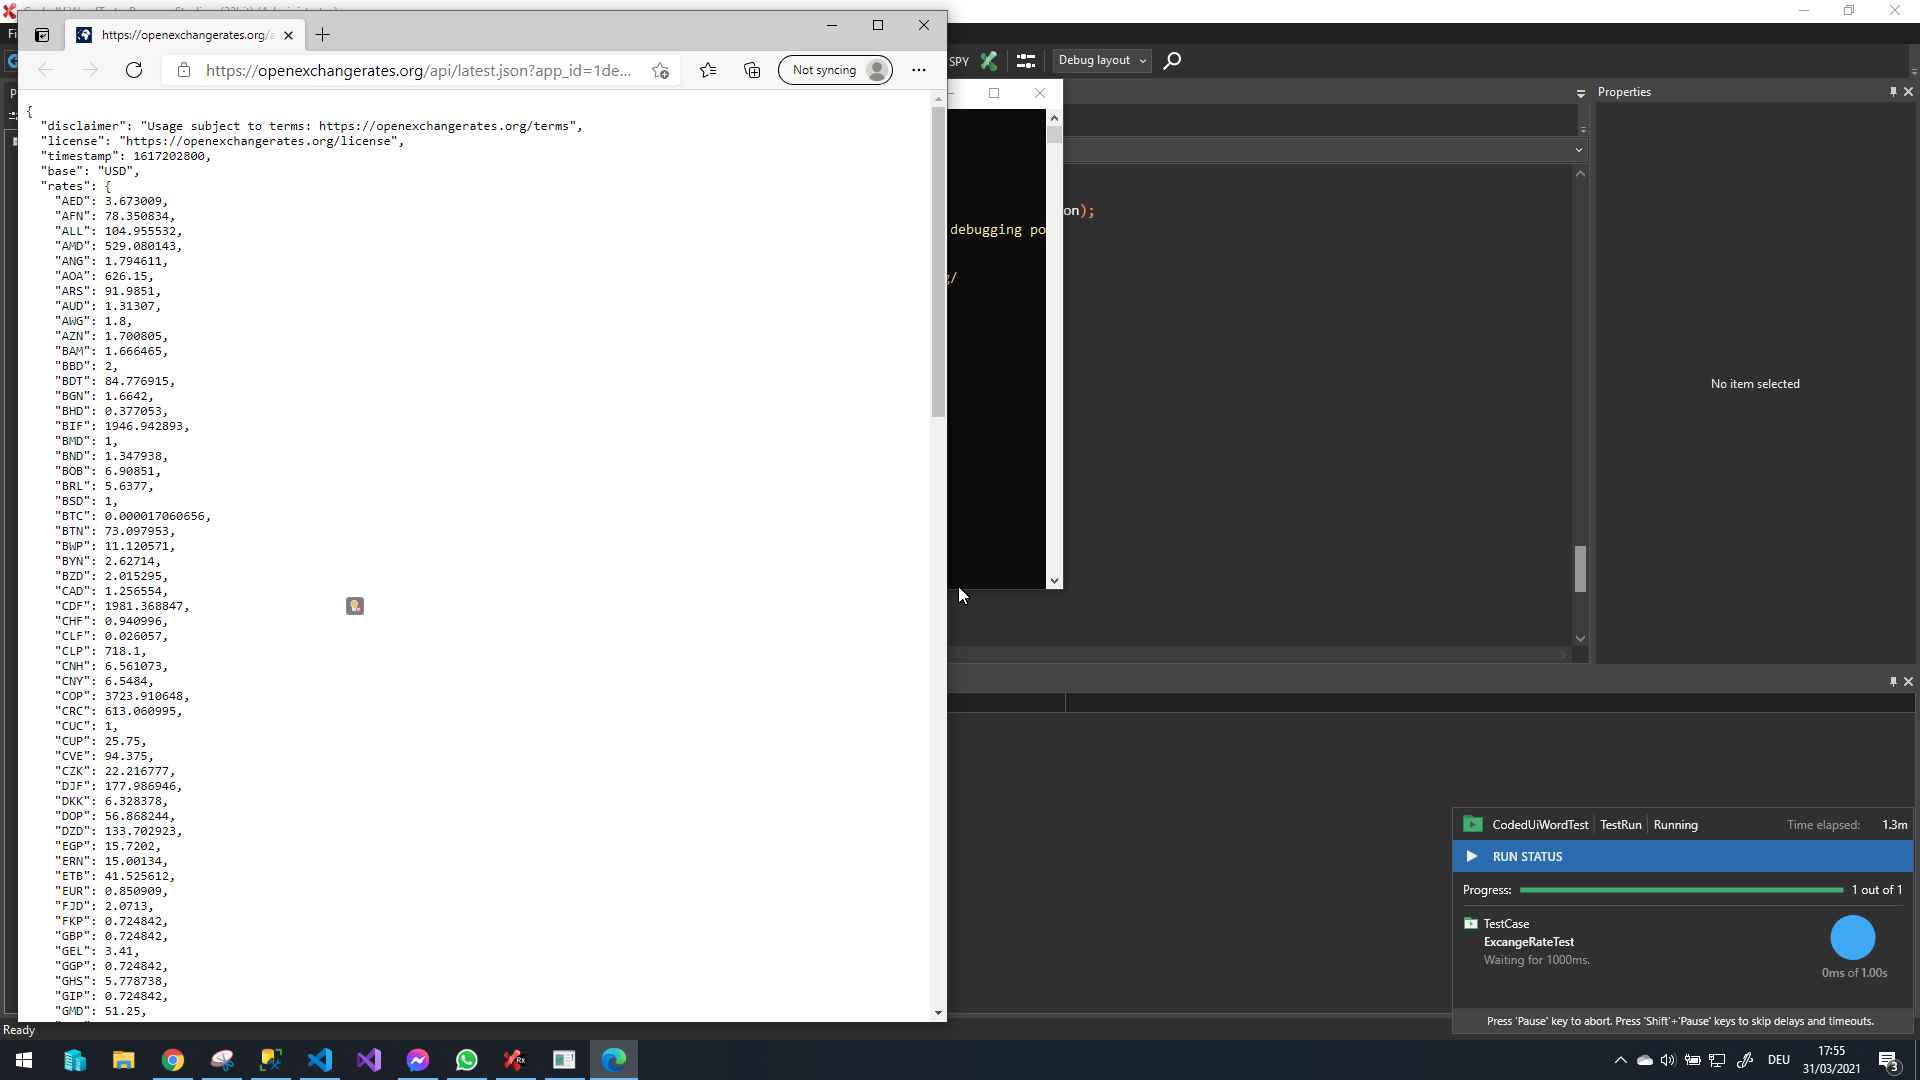 https://openexchangerates.org/a
https://openexchangerates.org/api/latest.json?app_id=1de...
Not syncing
{
"disclaimer": "Usage subject to terms: https://openexchangerates.org/terms",
"license": "https://openexchangerates.org/license",
"timestamp": 1617202800,
"base": "USD",
"rates": {
"AED": 3.673009,
"AFN": 78.350834,
"ALL": 104.955532,
"AMD": 529.080143,
"ANG": 1.794611,
"AOA": 626.15,
"ARS": 91.9851,
"AUD": 1.31307,
"AWG": 1.8,
"AZN": 1.700805,
"BAM": 1.666465,
"BBD": 2,
"BDT": 84.776915,
"BGN": 1.6642,
"BHD": 0.377053,
"BIF": 1946.942893,
"BMD": 1,
"BND": 1.347938,
"BOB": 6.90851,
"BRL": 5.6377,
"BSD": 1,
"BTC": 0.000017060656,
"BTN": 73.097953,
"BWP": 11.120571,
"BYN": 2.62714,
"BZD": 2.015295,
"CAD": 1.256554,
"CDF": 1981.368847,
"CHF": 0.940996,
"CLF": 0.026057,
"CLP": 718.1,
"CNH": 6.561073,
"CNY": 6.5484,
"COP": 3723.910648,
"CRC": 613.060995,
"CUC": 1,
"CUP": 25.75,
"CVE": 94.375,
"CZK": 22.216777,
"DJF": 177.986946,
"DKK": 6.328378,
"DOP": 56.868244,
"DZD": 133.702923,
"EGP": 15.7202,
"ERN": 15.00134,
"ETB": 41.525612,
"EUR": 0.850909,
"FJD": 2.0713,
"FKP": 0.724842,
"GBP": 0.724842,
"GEL": 3.41,
"GGP": 0.724842,
"GHS": 5.778738,
"GIP": 0.724842,
"GMD": 51.25,
SPY
Debug layout
on);
debugging po
/
Properties
No item selected
CodedUiWordTest TestRun Running Time elapsed: 1.3m
RUN STATUS
Progress: 1 out of 1
TestCase
ExcangeRateTest
Waiting for 1000ms.
0ms of 1.00s
Press 'Pause' key to abort. Press 'Shift'+'Pause' keys to skip delays and timeouts.
Ready
DEU
17:55
31/03/2021
3